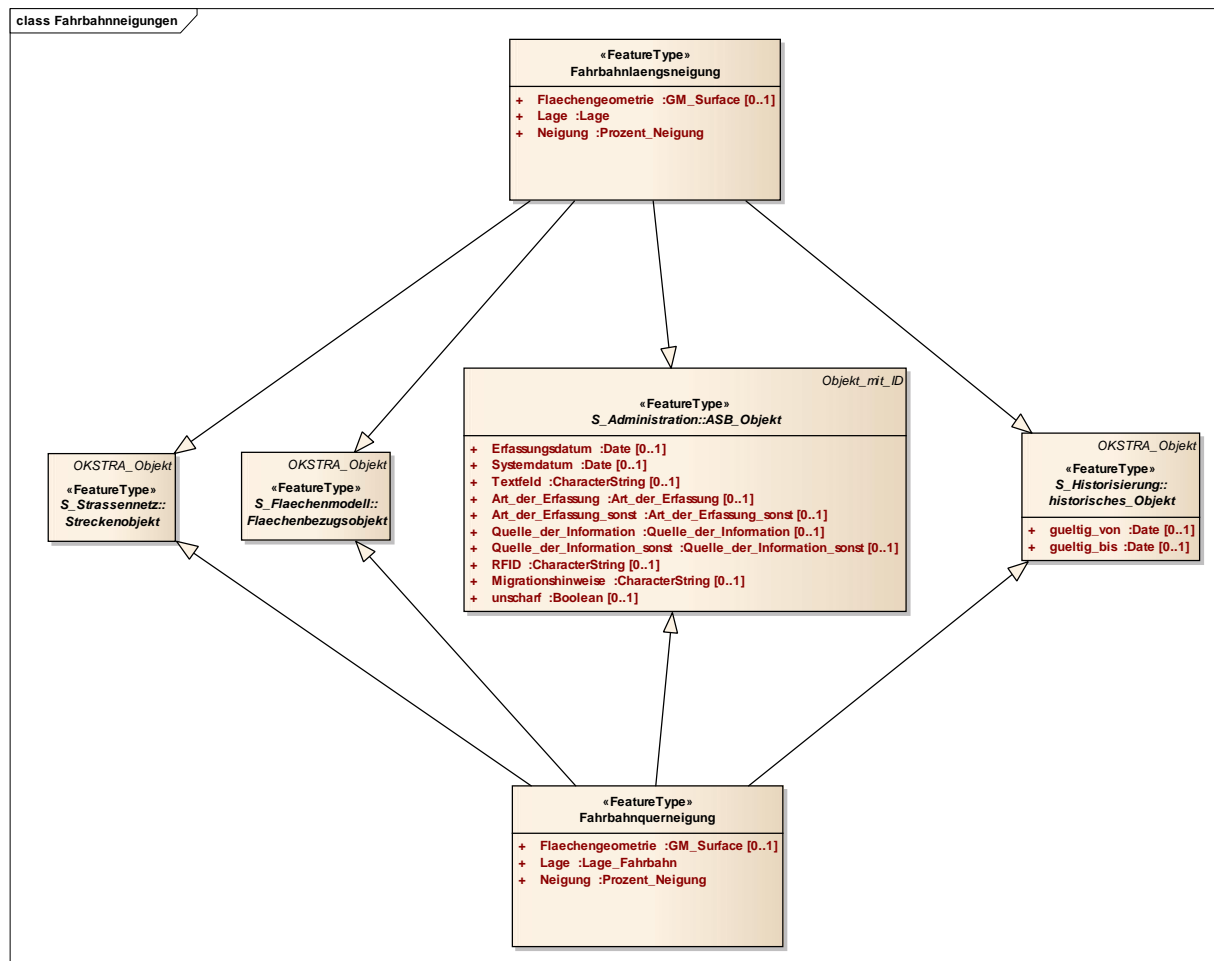 class Fahrbahnneigungen
«FeatureType»
Fahrbahnlaengsneigung
+ Flaechengeometrie :GM_Surface [0..1]
+ Lage :Lage
+ Neigung :Prozent_Neigung
Objekt_mit_ID
«FeatureType»
S_Administration::ASB_Objekt
+ Erfassungsdatum :Date [0..1]
+ Systemdatum :Date [0..1]
+ Textfeld :CharacterString [0..1]
+ Art_der_Erfassung :Art_der_Erfassung [0..1]
+ Art_der_Erfassung_sonst :Art_der_Erfassung_sonst [0..1]
+ Quelle_der_Information :Quelle_der_Information [0..1]
+ Quelle_der_Information_sonst :Quelle_der_Information_sonst [0..1]
+ RFID :CharacterString [0..1]
+ Migrationshinweise :CharacterString [0..1]
+ unscharf :Boolean [0..1]
OKSTRA_Objekt
«FeatureType»
S_Strassennetz::
Streckenobjekt
OKSTRA_Objekt
«FeatureType»
S_Flaechenmodell::
Flaechenbezugsobjekt
OKSTRA_Objekt
«FeatureType»
S_Historisierung::
historisches_Objekt
+ gueltig_von :Date [0..1]
+ gueltig_bis :Date [0..1]
«FeatureType»
Fahrbahnquerneigung
+ Flaechengeometrie :GM_Surface [0..1]
+ Lage :Lage_Fahrbahn
+ Neigung :Prozent_Neigung